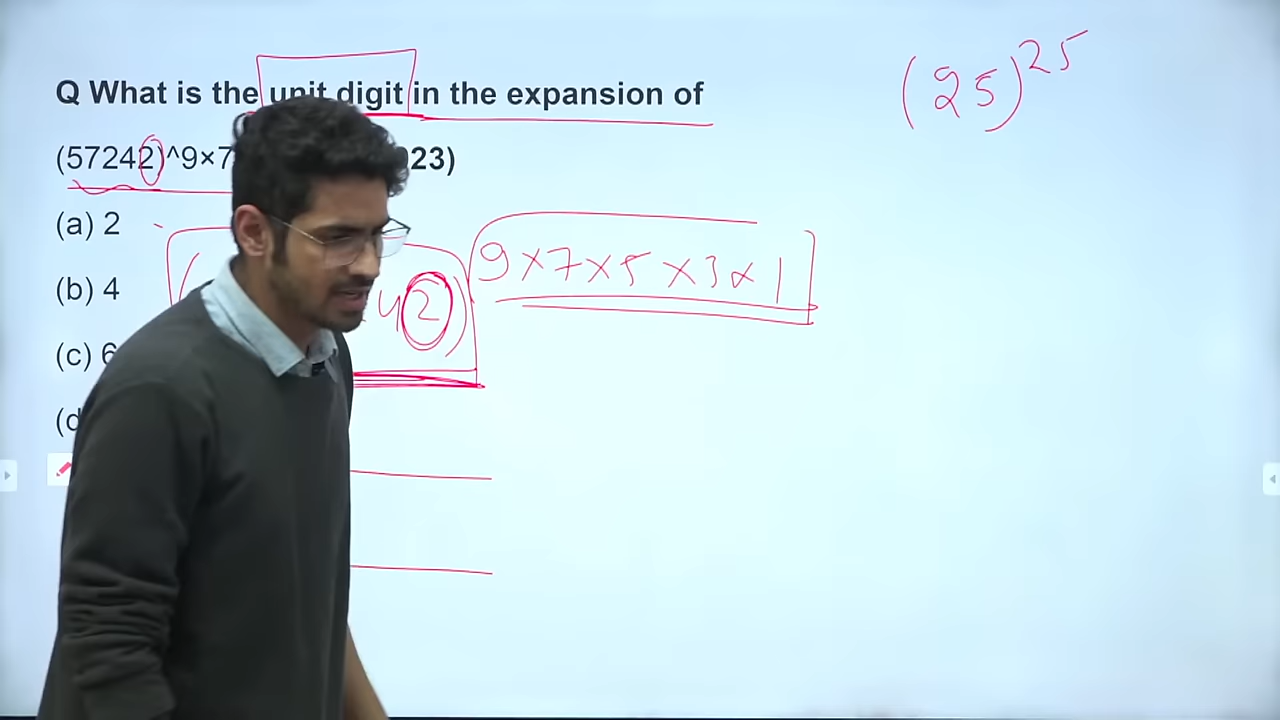 Q What is the unit digit in the expansion of
(57242)^9×7 23)
(a) 2
(b) 4
(c) 6
(d
(25)^25
42)^9×7×5×3×1